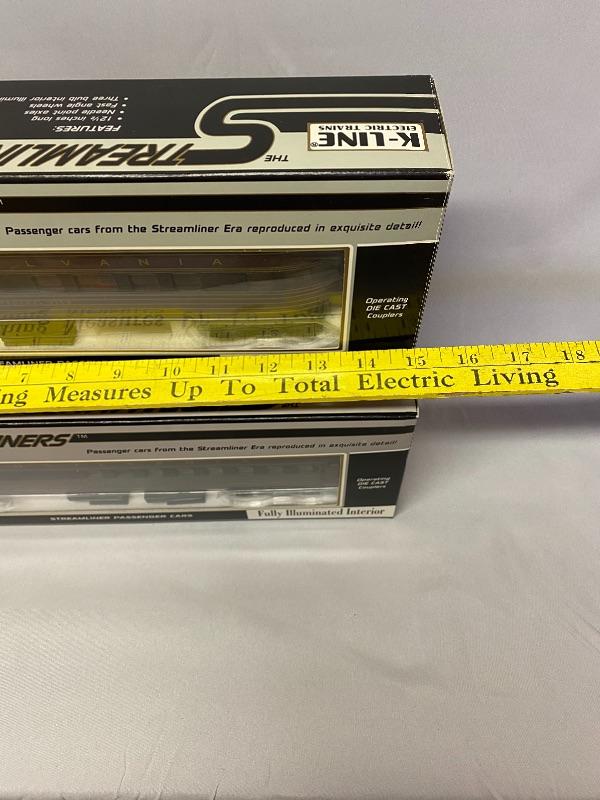 • Three bulb interior
• Fast angle wheels
• Needle point axles
• 12½ inches long
FEATURES:
THE STREAMLIN
K-LINE®
ELECTRIC TRAINS
Passenger cars from the Streamliner Era reproduced in exquisite detail!
LVANIA
Operating
DIE CAST
Couplers
7 8 9 10 11 12 13 14 15 16 17 18
ng Measures Up To Total Electric Living
INERS™
Passenger cars from the Streamliner Era reproduced in exquisite detail!
Operating
DIE CAST
Couplers
STREAMLINER PASSENGER CARS
Fully Illuminated Interior